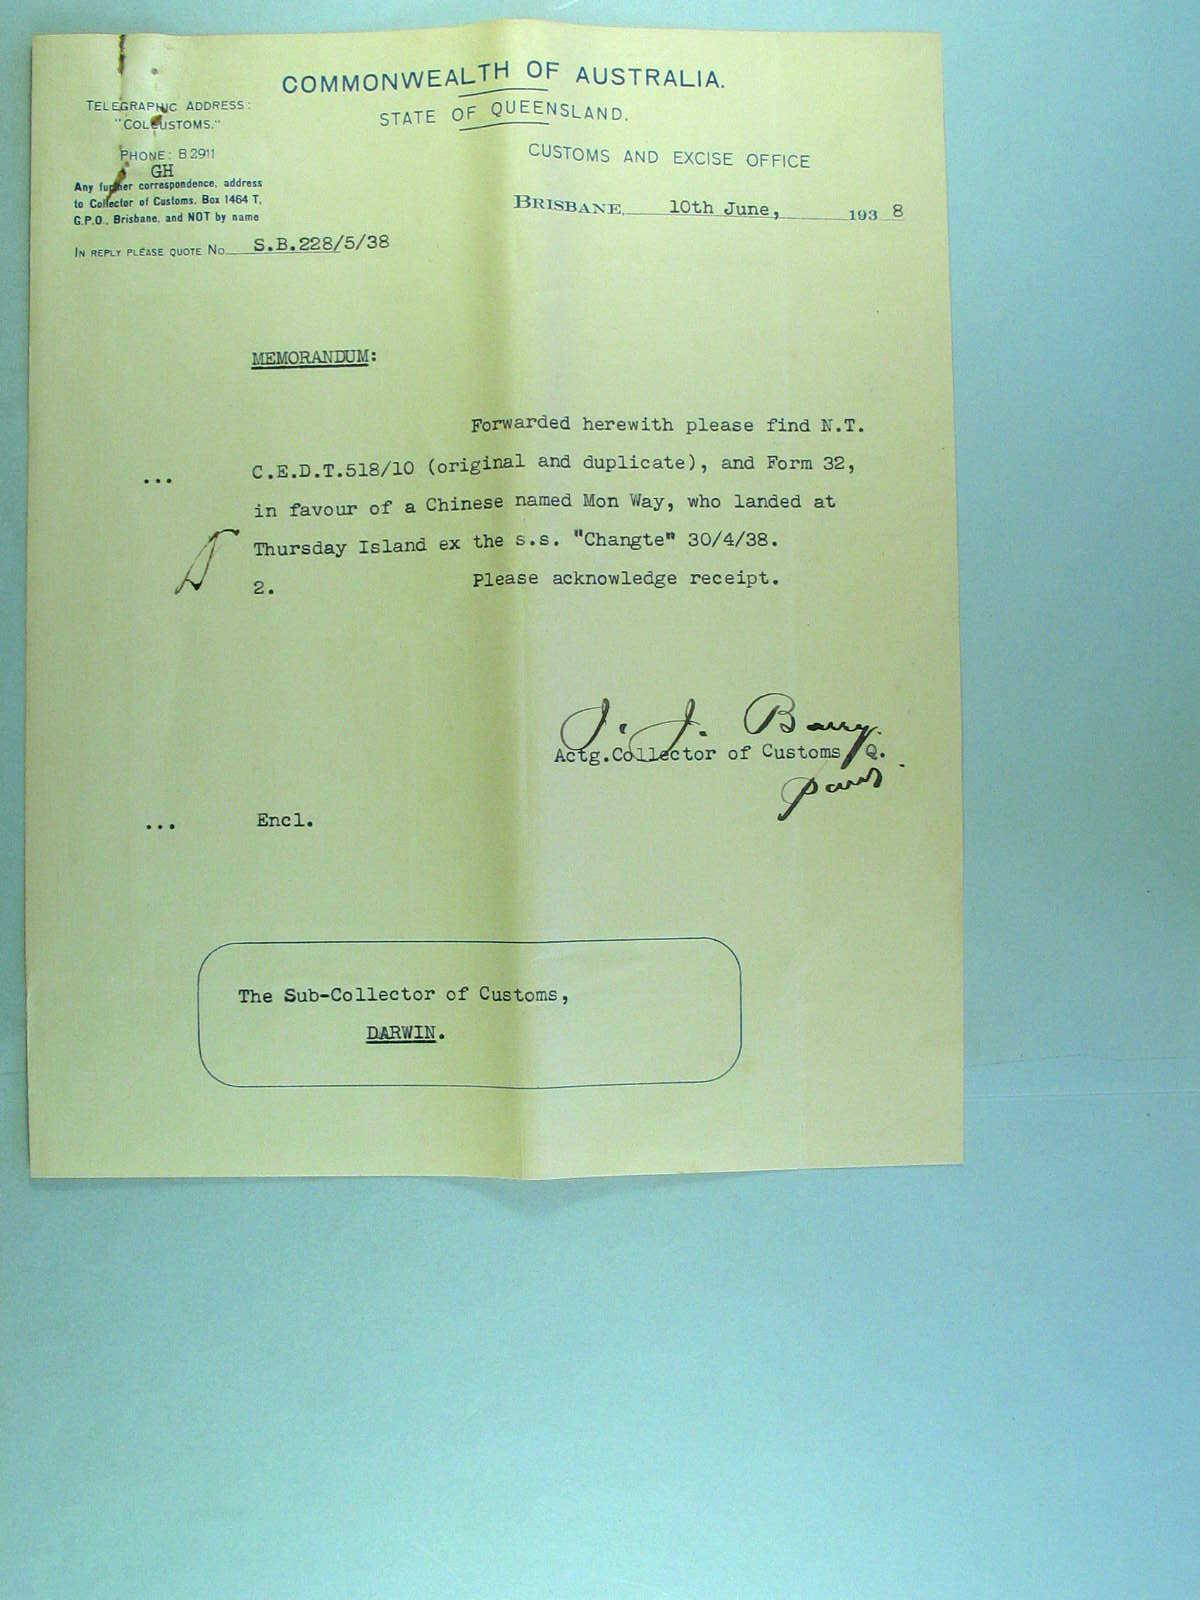 COMMONWEALTH OF AUSTRALIA.
STATE OF QUEENSLAND.
TELEGRAPHIC ADDRESS:
"COLCUSTOMS."
PHONE: B 2911
GH
Any further correspondence, address
to Collector of Customs, Box 1464 T,
G.P.O., Brisbane, and NOT by name
CUSTOMS AND EXCISE OFFICE
BRISBANE, 10th June, 1938
IN REPLY PLEASE QUOTE No. S.B.228/5/38
MEMORANDUM:
Forwarded herewith please find N.T.
... C.E.D.T.518/10 (original and duplicate), and Form 32,
in favour of a Chinese named Mon Way, who landed at
Thursday Island ex the s.s. "Changte" 30/4/38.
2. Please acknowledge receipt.
J. J. Barry.
Actg.Collector of Customs, Q.
... Encl.
The Sub-Collector of Customs,
DARWIN.